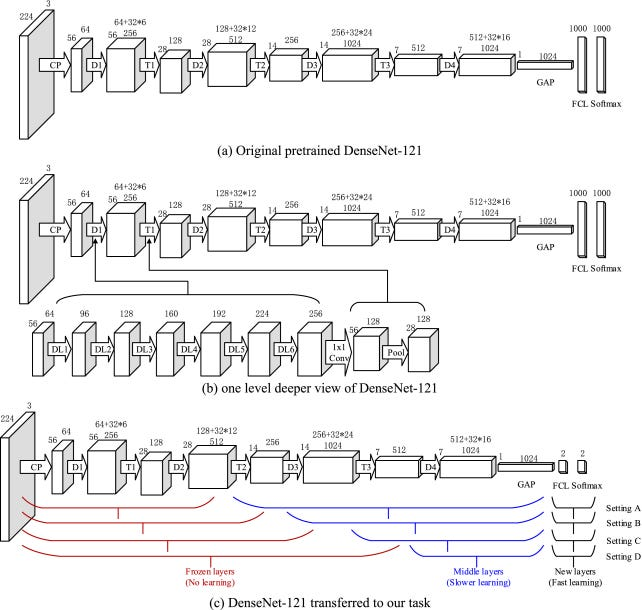 3
224
64
56
64+32*6
56 256
128
28
128+32*12
28 512
256
14
256+32*24
14 1024
7 512
512+32*16
7 1024
1 1024
1000 1000
CP D1 T1 D2 T2 D3 T3 D4
GAP
FCL Softmax
(a) Original pretrained DenseNet-121
3
224
64
56
64+32*6
56 256
128
28
128+32*12
28 512
256
14
256+32*24
14 1024
7 512
512+32*16
7 1024
1 1024
1000 1000
CP D1 T1 D2 T2 D3 T3 D4
GAP
FCL Softmax
64 96 128 160 192 224 256
56
56 128
28 128
DL1 DL2 DL3 DL4 DL5 DL6
1x1
Conv
Pool
(b) one level deeper view of DenseNet-121
3
224
64
56
64+32*6
56 256
128
28
128+32*12
28 512
256
14
256+32*24
14 1024
7 512
512+32*16
7 1024
1 1024
2 2
CP D1 T1 D2 T2 D3 T3 D4
GAP
FCL Softmax
Setting A
Setting B
Setting C
Setting D
Frozen layers
(No learning)
Middle layers
(Slower learning)
New layers
(Fast learning)
(c) DenseNet-121 transferred to our task